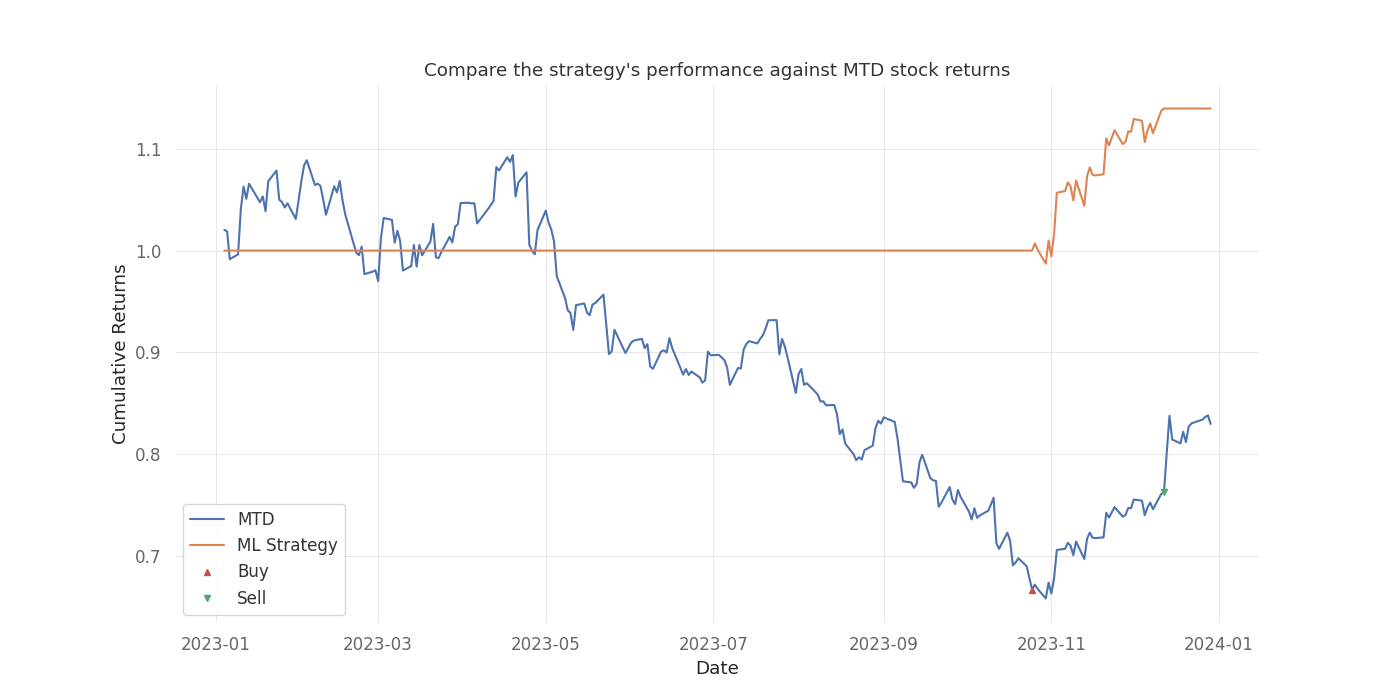 Compare the strategy's performance against MTD stock returns
Cumulative Returns
1.1
1.0
0.9
0.8
0.7
MTD
ML Strategy
Buy
Sell
2023-01
2023-03
2023-05
2023-07
2023-09
2023-11
2024-01
Date